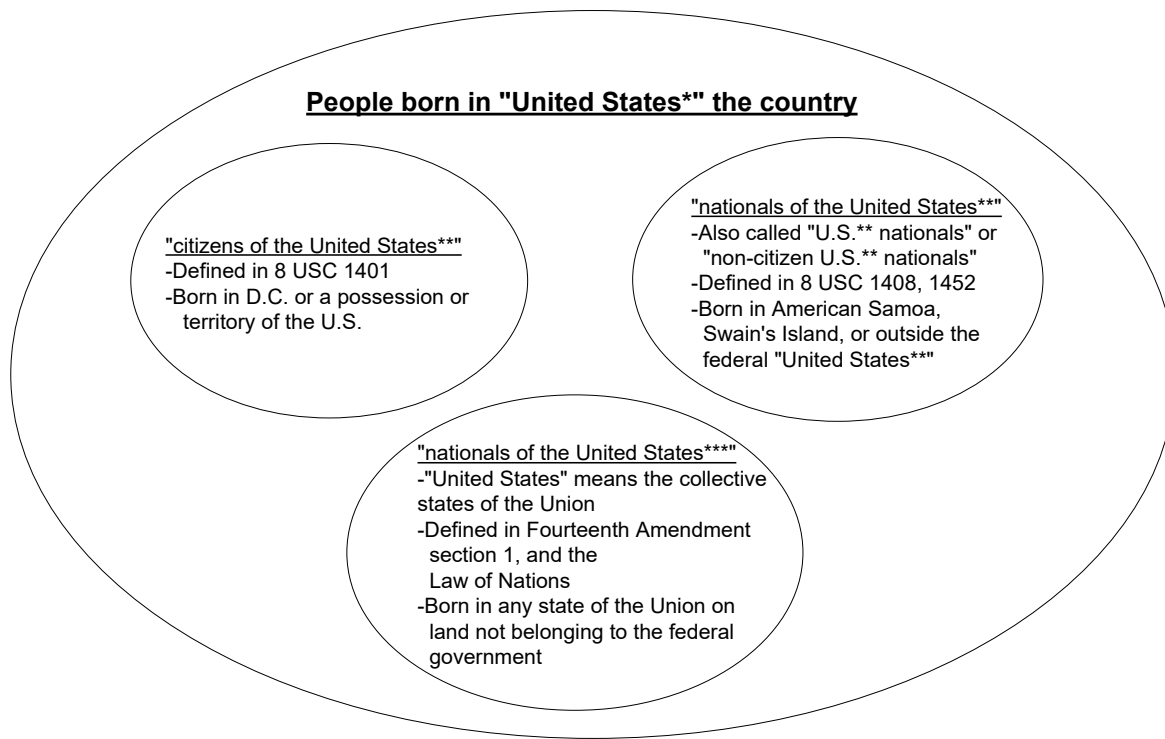 People born in "United States*" the country
"citizens of the United States**"
-Defined in 8 USC 1401
-Born in D.C. or a possession or
territory of the U.S.
"nationals of the United States**"
-Also called "U.S.** nationals" or
"non-citizen U.S.** nationals"
-Defined in 8 USC 1408, 1452
-Born in American Samoa,
Swain's Island, or outside the
federal "United States**"
"nationals of the United States***"
-"United States" means the collective
states of the Union
-Defined in Fourteenth Amendment
section 1, and the
Law of Nations
-Born in any state of the Union on
land not belonging to the federal
government